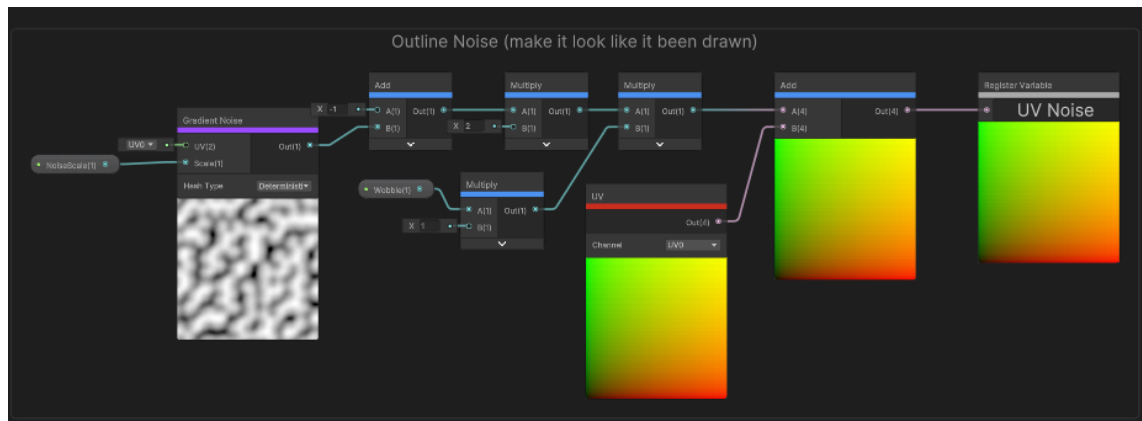 Outline Noise (make it look like it been drawn)
Gradient Noise
UV0
UV(2)
Out(1)
NoiseScale(1)
Scale(1)
Hash Type
Deterministi
Add
X -1
A(1)
Out(1)
B(1)
Multiply
A(1)
Out(1)
X 2
B(1)
Multiply
A(1)
Out(1)
B(1)
Wobble(1)
Multiply
A(1)
Out(1)
X 1
B(1)
UV
Out(4)
Channel
UV0
Add
A(4)
Out(4)
B(4)
Register Variable
UV Noise